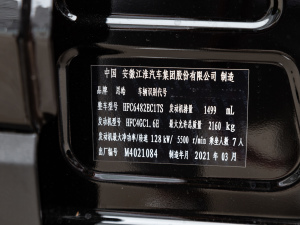 中国 安徽江淮汽车集团股份有限公司 制造
品牌 思皓 车辆识别代号
整车型号 HFC6482EC1TS 发动机排量 1499 mL
发动机型号 HFC4GC1.6E 最大允许总质量 2160 kg
发动机最大净功率/转速 128 kW/ 5500 r/min 乘坐人数 7人
出厂编号 M4021084 制造年月 2021 年 03 月